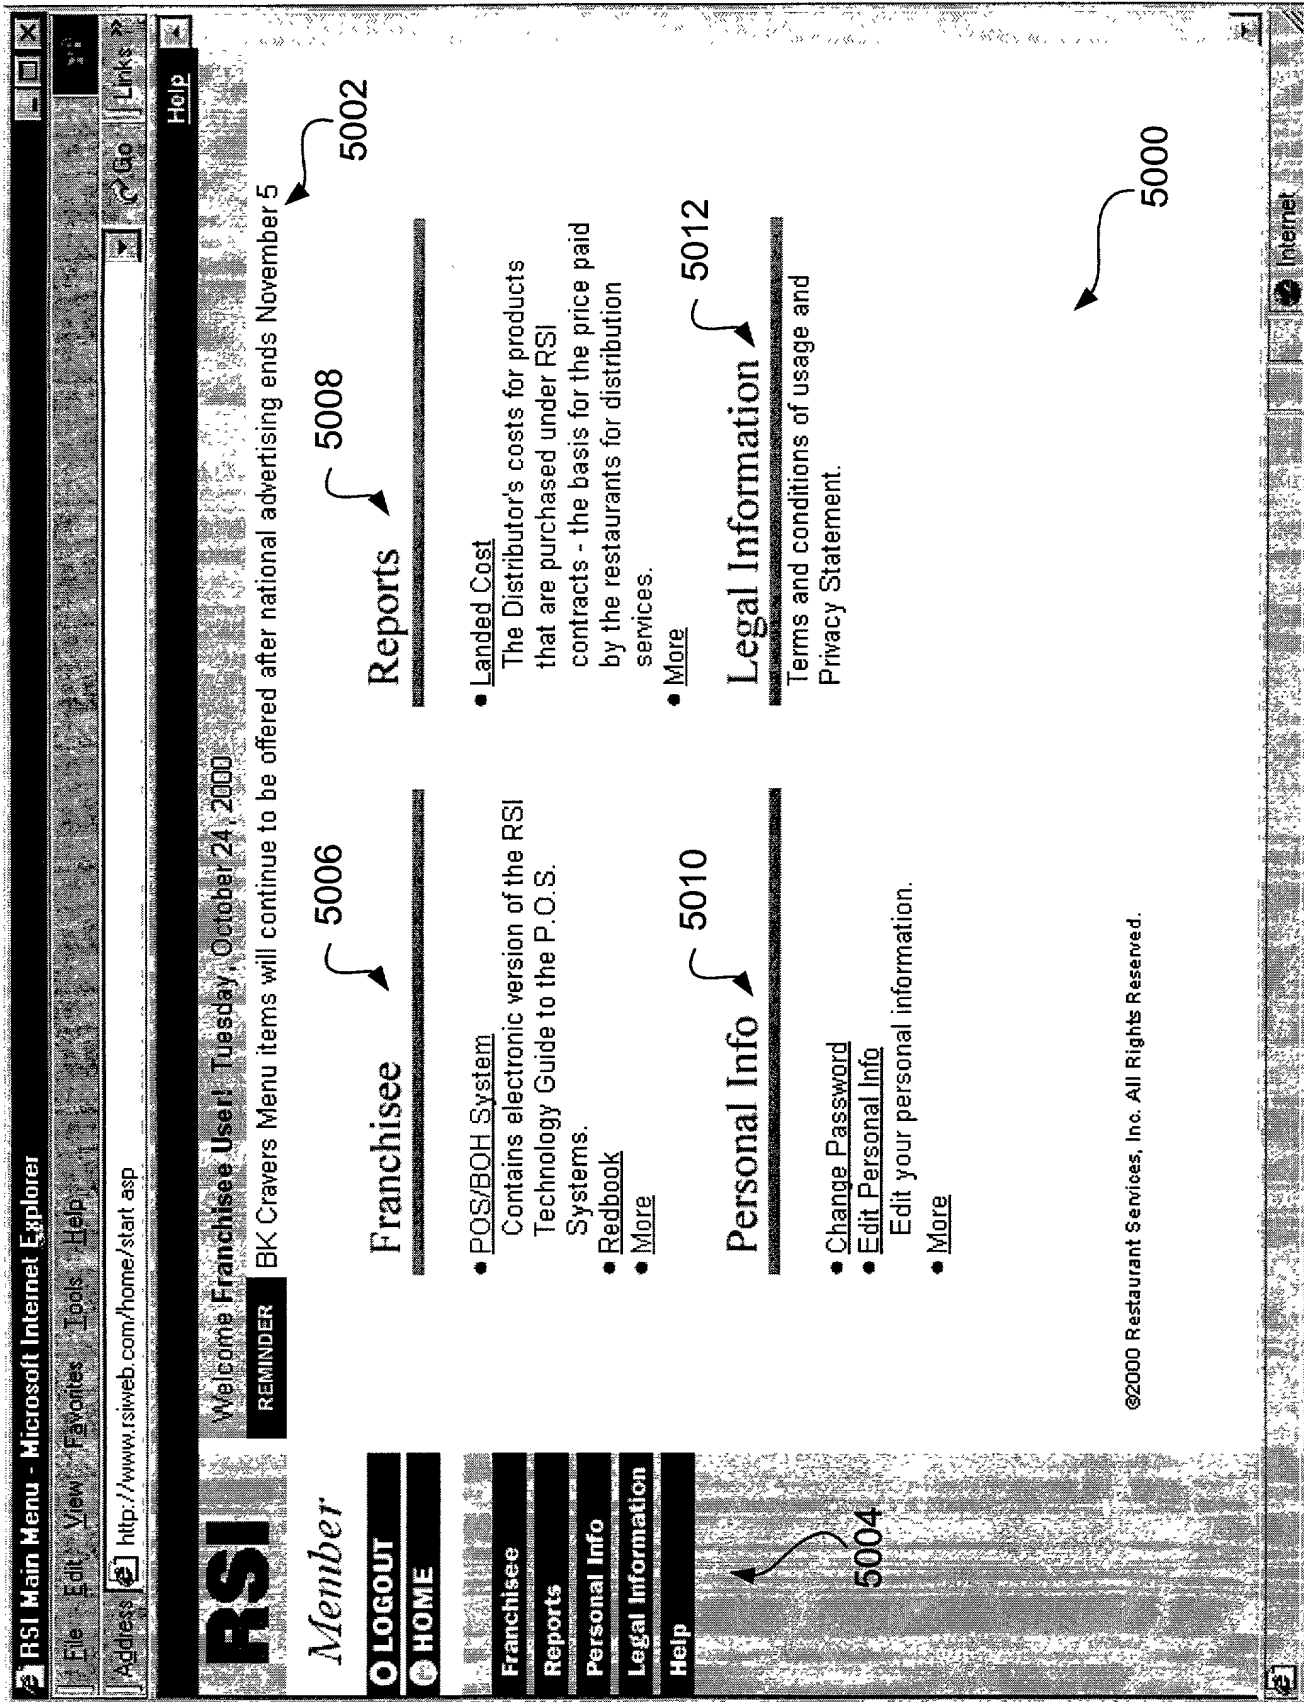 RSI Main Menu - Microsoft Internet Explorer
File Edit View Favorites Tools Help
Address http://www.rsiweb.com/home/start asp Go Links »
Help
RSI
Welcome Franchisee User! Tuesday, October 24, 2000
REMINDER BK Cravers Menu items will continue to be offered after national advertising ends November 5
5002
Member
LOGOUT
HOME
Franchisee
Reports
Personal Info
Legal Information
Help
5004
Franchisee
5006
• POS/BOH System
Contains electronic version of the RSI
Technology Guide to the P.O.S.
Systems.
• Redbook
• More
Reports
5008
• Landed Cost
The Distributor's costs for products
that are purchased under RSI
contracts - the basis for the price paid
by the restaurants for distribution
services.
• More
Personal Info
5010
• Change Password
• Edit Personal Info
Edit your personal information.
• More
Legal Information
5012
Terms and conditions of usage and
Privacy Statement.
5000
©2000 Restaurant Services, Inc. All Rights Reserved.
Internet